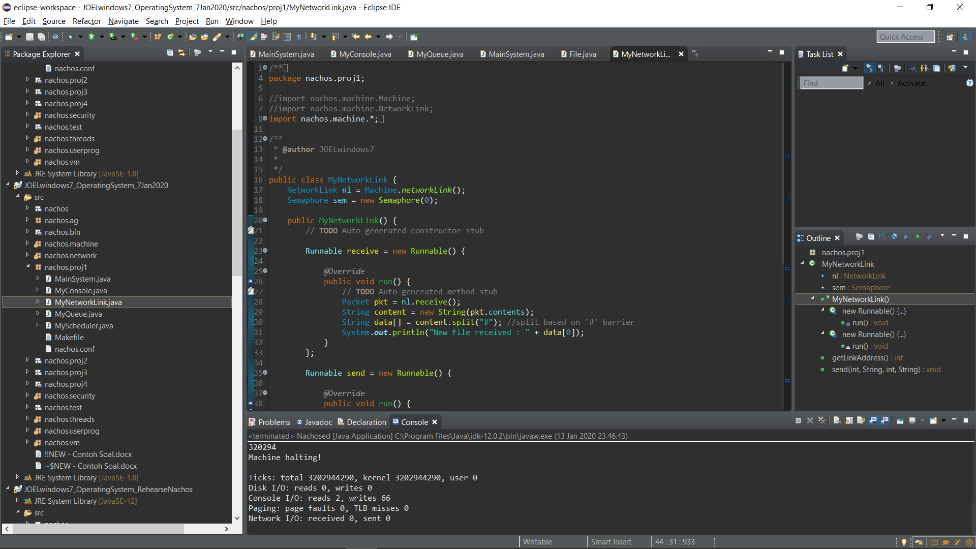 eclipse-workspace - JOELwindows7_OperatingSystem_7Jan2020/src/nachos/proj1/MyNetworkLink.java - Eclipse IDE
File Edit Source Refactor Navigate Search Project Run Window Help
Quick Access
Package Explorer
nachos.conf
nachos.proj2
nachos.proj3
nachos.proj4
nachos.security
nachos.test
nachos.threads
nachos.userprog
nachos.vm
JRE System Library [JavaSE-1.8]
JOELwindows7_OperatingSystem_7Jan2020
src
nachos
nachos.ag
nachos.bin
nachos.machine
nachos.network
nachos.proj1
MainSystem.java
MyConsole.java
MyNetworkLink.java
MyQueue.java
MyScheduler.java
Makefile
nachos.conf
nachos.proj2
nachos.proj3
nachos.proj4
nachos.security
nachos.test
nachos.threads
nachos.userprog
nachos.vm
!!NEW - Contoh Soal.docx
~$NEW - Contoh Soal.docx
JRE System Library [JavaSE-1.8]
JOELwindows7_OperatingSystem_RehearseNachos
JRE System Library [JavaSE-12]
src
MainSystem.java MyConsole.java MyQueue.java MainSystem.java File.java MyNetworkLi...
1 /**
4 package nachos.proj1;
5
6 //import nachos.machine.Machine;
7 //import nachos.machine.NetworkLink;
8 import nachos.machine.*;
11
12 /**
13 * @author JOELwindows7
14 *
15 */
16 public class MyNetworkLink {
17 NetworkLink nl = Machine.networkLink();
18 Semaphore sem = new Semaphore(0);
19
20 public MyNetworkLink() {
21 // TODO Auto-generated constructor stub
22
23 Runnable receive = new Runnable() {
24
25 @Override
26 public void run() {
27 // TODO Auto-generated method stub
28 Packet pkt = nl.receive();
29 String content = new String(pkt.contents);
30 String data[] = content.split("#"); //split based on '#' barrier
31 System.out.println("New file received : " + data[0]);
32 }
33 };
34
35 Runnable send = new Runnable() {
36
37 @Override
38 public void run() {
Problems Javadoc Declaration Console
<terminated> Nachosed [Java Application] C:\Program Files\Java\jdk-12.0.2\bin\javaw.exe (13 Jan 2020 23.46.43)
320294
Machine halting!

Ticks: total 3202944290, kernel 3202944290, user 0
Disk I/O: reads 0, writes 0
Console I/O: reads 2, writes 66
Paging: page faults 0, TLB misses 0
Network I/O: received 0, sent 0
Task List
Find All Activate...
Outline
nachos.proj1
MyNetworkLink
nl : NetworkLink
sem : Semaphore
MyNetworkLink()
new Runnable() {...}
run() : void
new Runnable() {...}
run() : void
getLinkAddress() : int
send(int, String, int, String) : void
Writable Smart Insert 44 : 31 : 933